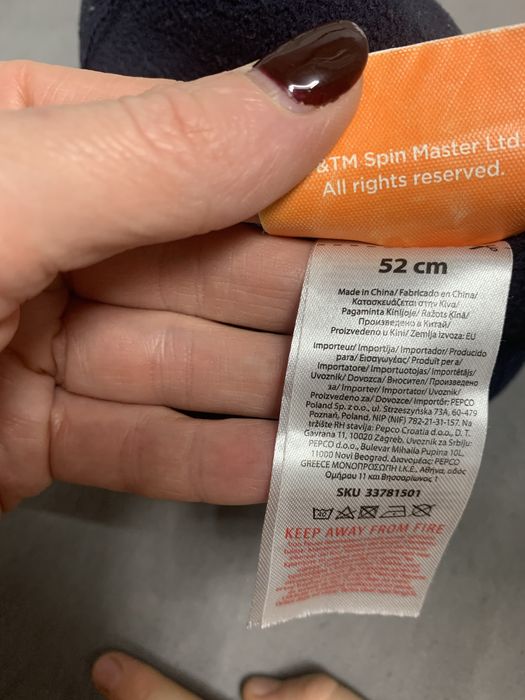 &TM Spin Master Ltd.
All rights reserved.
52 cm
Made in China/ Fabricado en China/
Κατασκευάζεται στην Κίνα/
Pagaminta Kinijoje/ Ražots Ķīnā/
Произведено в Китай/
Proizvedeno u Kini/ Zemlja izvoza: EU
Importeur/ Importija/ Importador/ Producido
para/ Εισαγωγέας/ Produit per a/
Importatore/ Importuotojas/ Importētājs/
Uvoznik/ Dovozca/ Вносител/ Произведено
за/ Importer/ Importator/ Uvoznik/
Proizvedeno za/ Dovozce/ Importőr: PEPCO
Poland Sp. z o.o., ul. Strzeszyńska 73A, 60-479
Poznań, Poland, NIP (NIF) 782-21-31-157. Na
tržište RH stavlja: Pepco Croatia d.o.o., D.T.
Gavrana 11, 10020 Zagreb. Uvoznik za Srbiju:
PEPCO d.o.o., Bulevar Mihaila Pupina 10L,
11000 Novi Beograd. Διανομέας: PEPCO
GREECE ΜΟΝΟΠΡΟΣΩΠΗ Ι.Κ.Ε., Αθήνα, οδος
Ομήρου 11 και Βησσαρίωνος 1
SKU 33781501
KEEP AWAY FROM FIRE